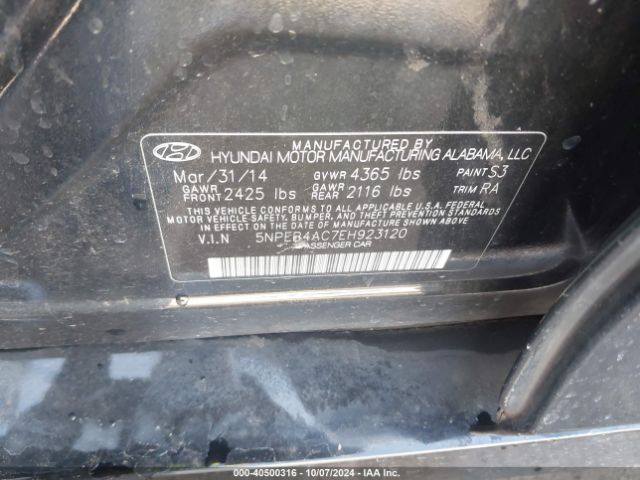 MANUFACTURED BY
HYUNDAI MOTOR MANUFACTURING ALABAMA, LLC
Mar/31/14 GVWR 4365 lbs PAINT S3
GAWR FRONT 2425 lbs GAWR REAR 2116 lbs TRIM RA
THIS VEHICLE CONFORMS TO ALL APPLICABLE U.S.A. FEDERAL
MOTOR VEHICLE SAFETY, BUMPER, AND THEFT PREVENTION STANDARDS
IN EFFECT ON THE DATE OF MANUFACTURE SHOWN ABOVE.
V.I.N 5NPEB4AC7EH923120
PASSENGER CAR
000-40500316 - 10/07/2024 - IAA Inc.